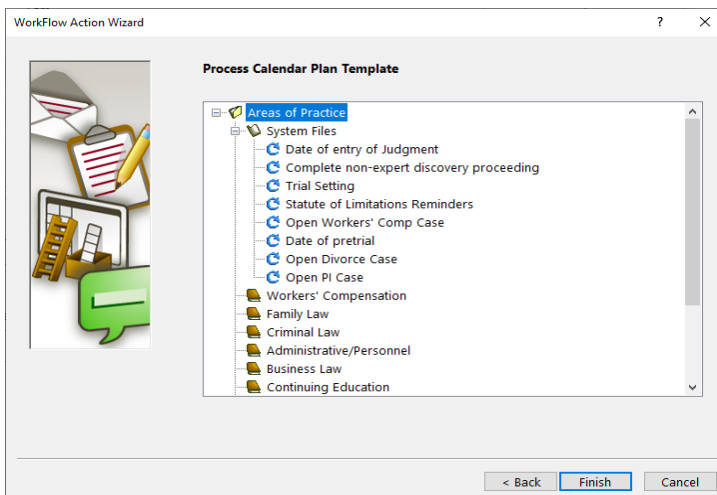 WorkFlow Action Wizard
?
Process Calendar Plan Template
Areas of Practice
System Files
Date of entry of Judgment
Complete non-expert discovery proceeding
Trial Setting
Statute of Limitations Reminders
Open Workers' Comp Case
Date of pretrial
Open Divorce Case
Open PI Case
Workers' Compensation
Family Law
Criminal Law
Administrative/Personnel
Business Law
Continuing Education
< Back Finish Cancel